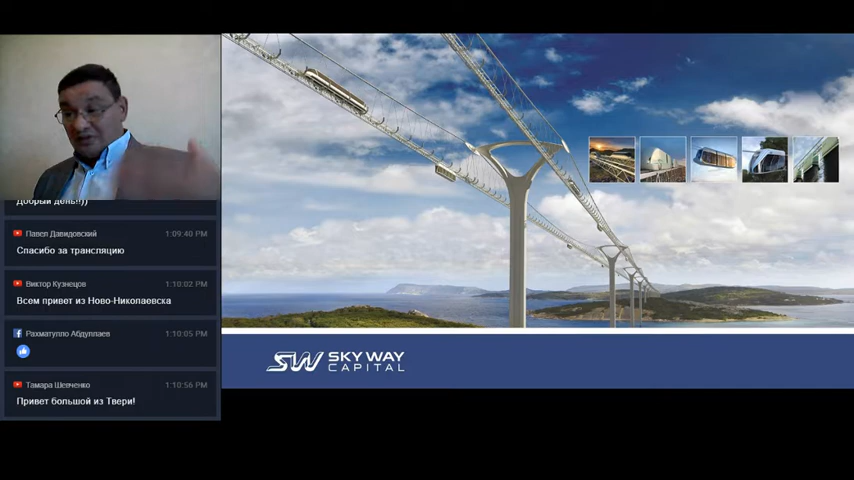 Добрый день!!))
Павел Давидовский 1:09:40 PM
Спасибо за трансляцию
Виктор Кузнецов 1:10:02 PM
Всем привет из Ново-Николаевска
Рахматулло Абдуллаев 1:10:05 PM
Тамара Шевченко 1:10:56 PM
Привет большой из Твери!
SW SKY WAY
CAPITAL